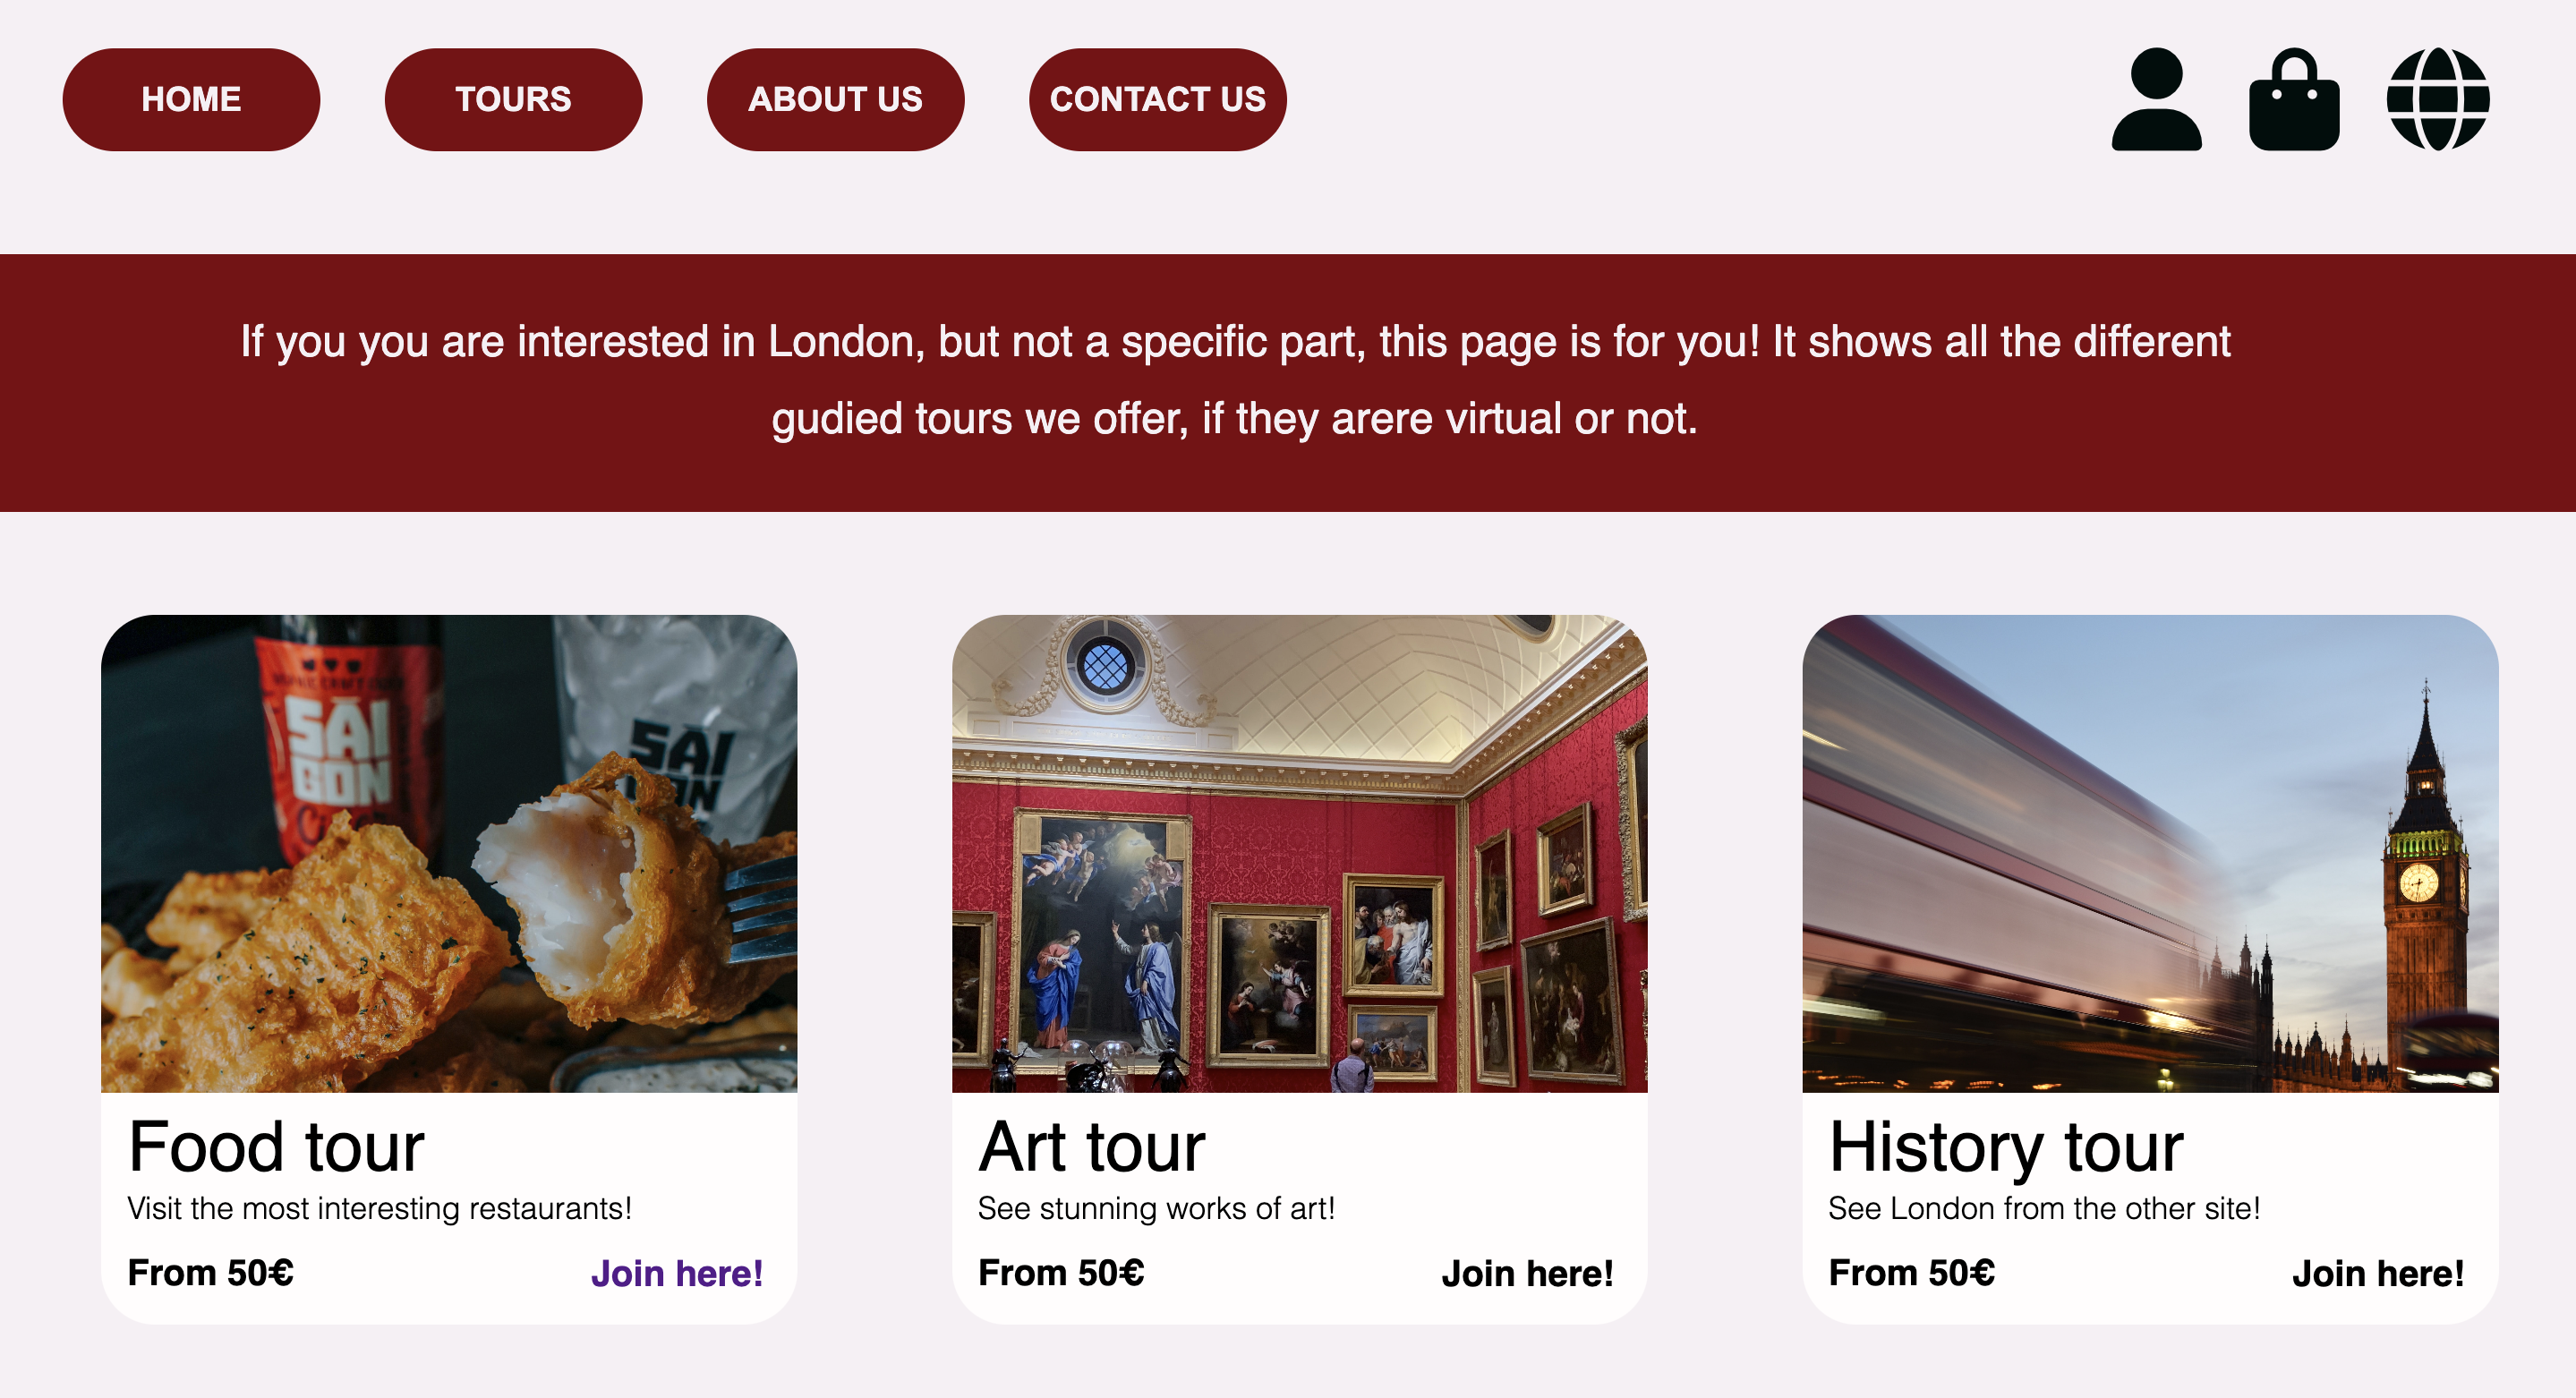 HOME
TOURS
ABOUT US
CONTACT US
If you you are interested in London, but not a specific part, this page is for you! It shows all the different
gudied tours we offer, if they arere virtual or not.
SAI
GON
SAI
Food tour
Visit the most interesting restaurants!
From 50€
Join here!
Art tour
See stunning works of art!
From 50€
Join here!
History tour
See London from the other site!
From 50€
Join here!